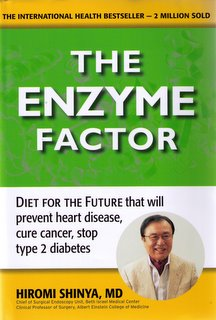 THE INTERNATIONAL HEALTH BESTSELLER – 2 MILLION SOLD
THE
ENZYME
FACTOR
DIET FOR THE FUTURE that will
prevent heart disease,
cure cancer, stop
type 2 diabetes
HIROMI SHINYA, MD
Chief of Surgical Endoscopy Unit, Beth Israel Medical Center
Clinical Professor of Surgery, Albert Einstein College of Medicine